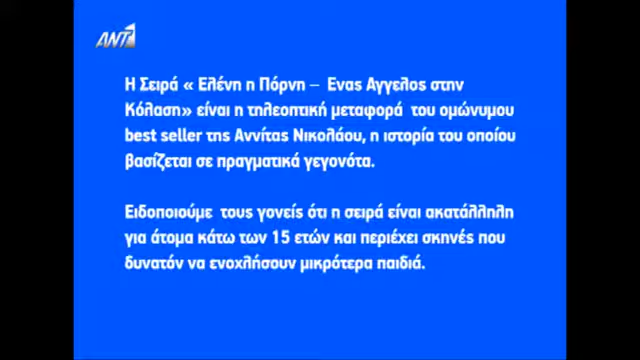 ANT1
Η Σειρά « Ελένη η Πόρνη – Ενας Αγγελος στην
Κόλαση» είναι η τηλεοπτική μεταφορά του ομώνυμου
best seller της Αννίτας Νικολάου, η ιστορία του οποίου
βασίζεται σε πραγματικά γεγονότα.
Ειδοποιούμε τους γονείς ότι η σειρά είναι ακατάλληλη
για άτομα κάτω των 15 ετών και περιέχει σκηνές που
δυνατόν να ενοχλήσουν μικρότερα παιδιά.